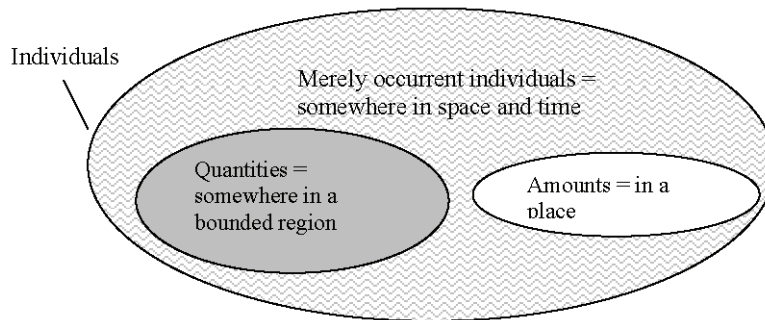 Individuals
Merely occurrent individuals =
somewhere in space and time
Quantities =
somewhere in a
bounded region
Amounts = in a
place